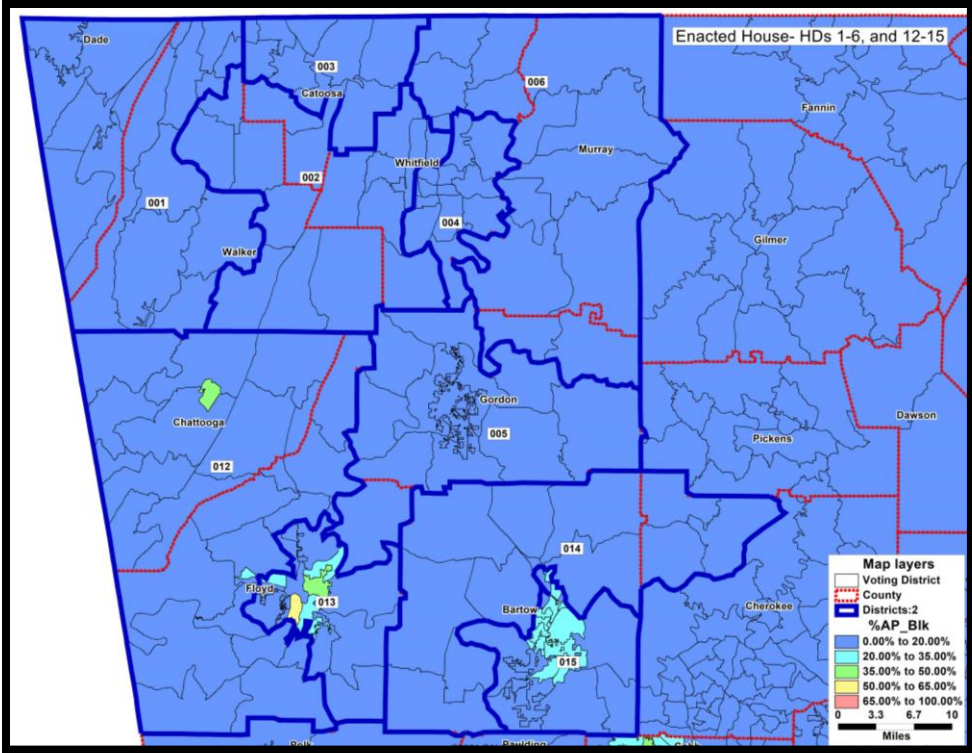 Enacted House- HDs 1-6, and 12-15
Dade
003
Catoosa
006
Fannin
Whitfield
Murray
002
001
004
Walker
Gilmer
Gordon
Chattooga
005
Dawson
Pickens
012
014
Floyd
013
Bartow
Cherokee
015
Map layers
Voting District
County
Districts:2
%AP_Blk
0.00% to 20.00%
20.00% to 35.00%
35.00% to 50.00%
50.00% to 65.00%
65.00% to 100.00%
0 3.3 6.7 10
Miles
Polk
Paulding
Cobb